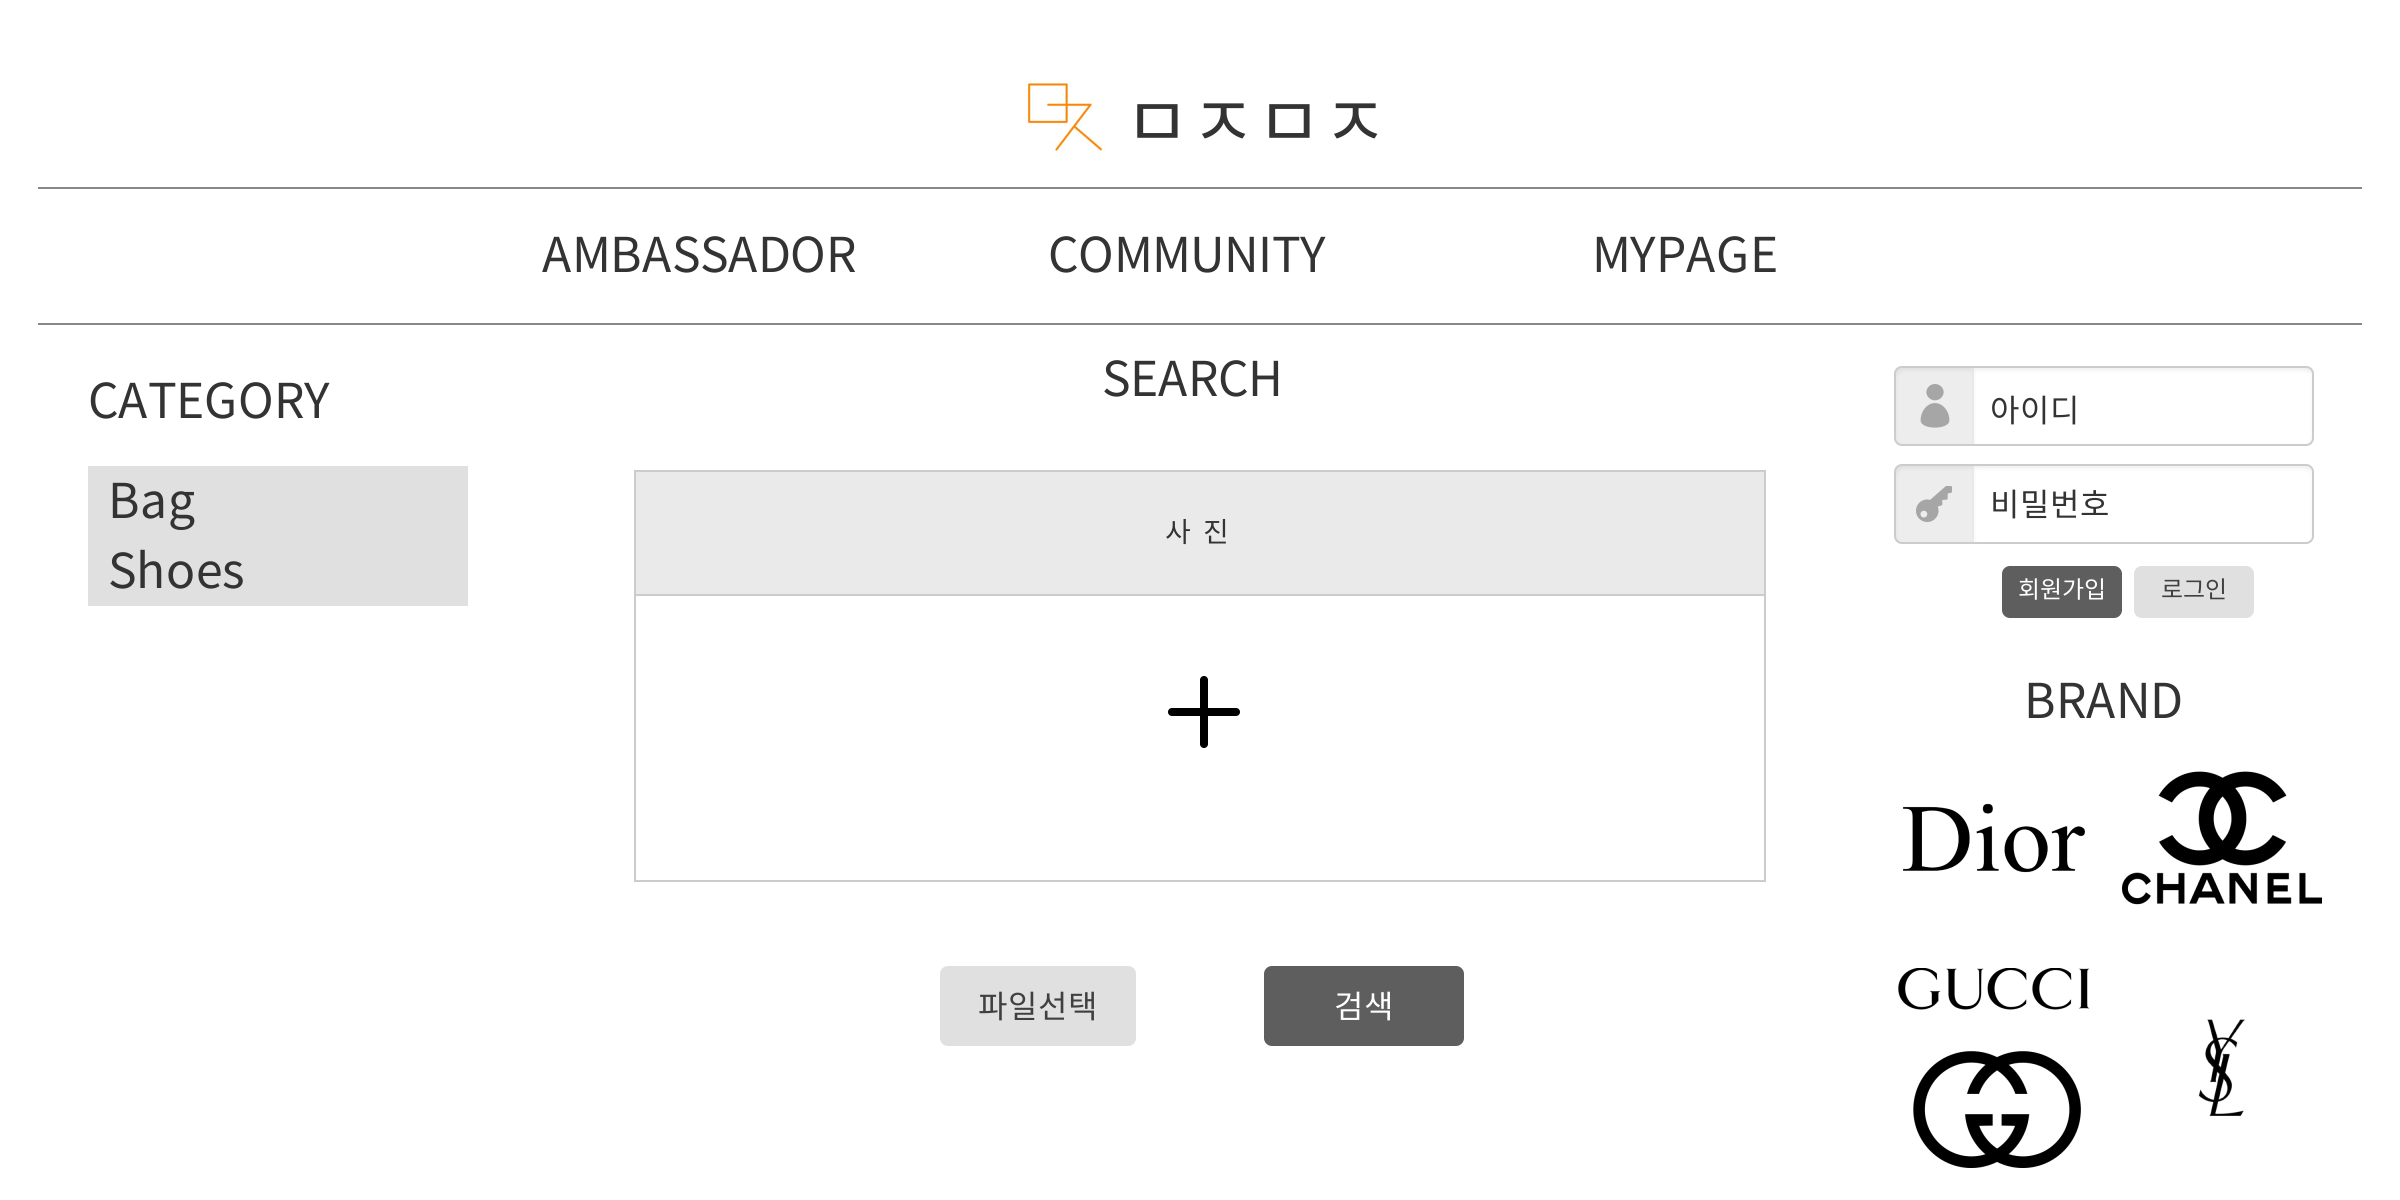 ㅁㅈㅁㅈ
AMBASSADOR COMMUNITY MYPAGE
SEARCH
CATEGORY
Bag
Shoes
사 진
파일선택 검색
아이디
비밀번호
회원가입 로그인
BRAND
Dior
CHANEL
GUCCI
YSL